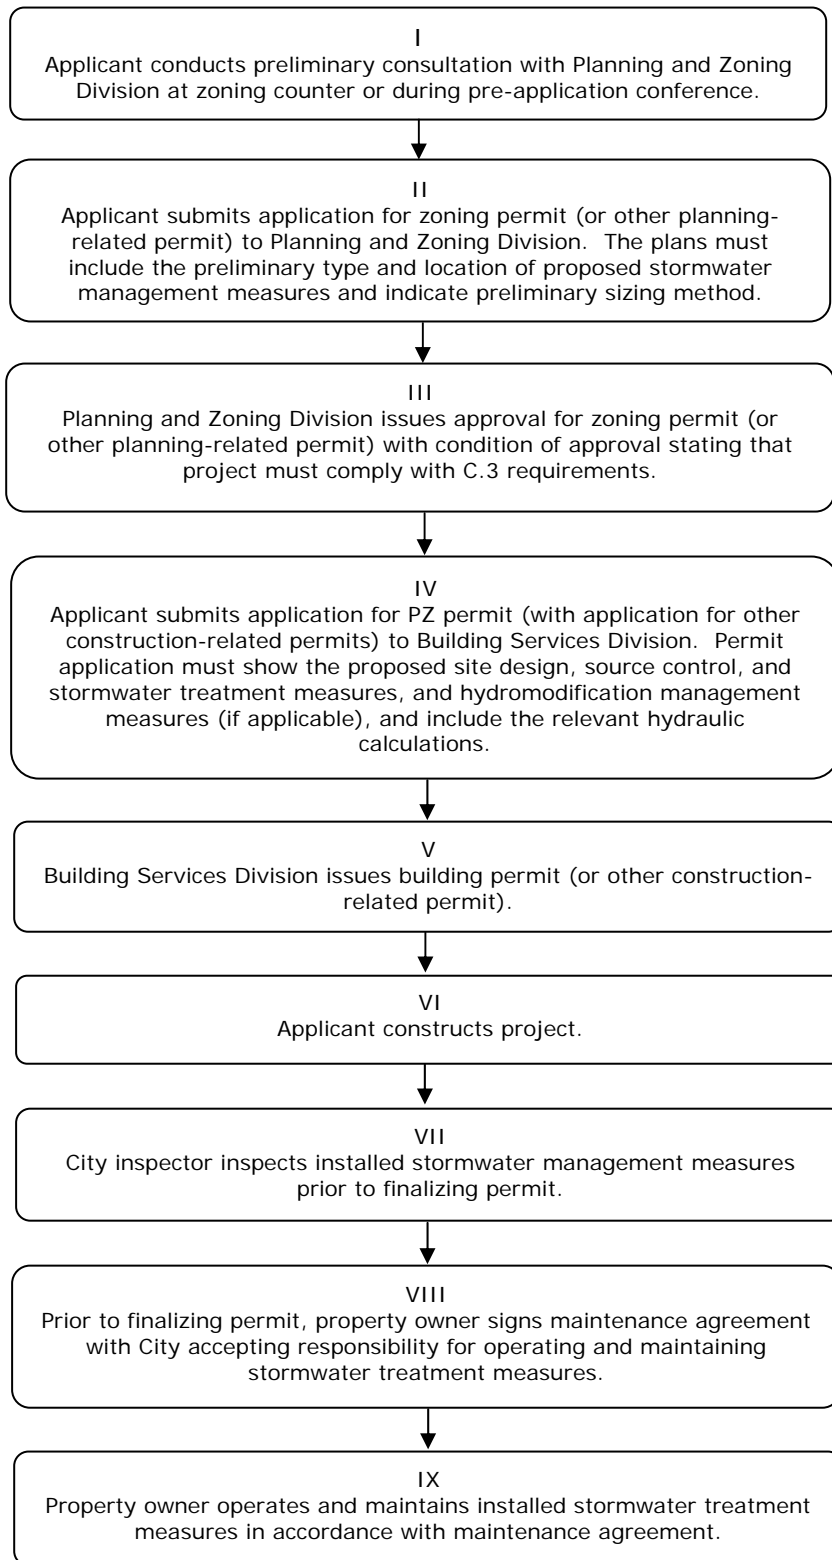 I
Applicant conducts preliminary consultation with Planning and Zoning
Division at zoning counter or during pre-application conference.
II
Applicant submits application for zoning permit (or other planning-
related permit) to Planning and Zoning Division. The plans must
include the preliminary type and location of proposed stormwater
management measures and indicate preliminary sizing method.
III
Planning and Zoning Division issues approval for zoning permit (or
other planning-related permit) with condition of approval stating that
project must comply with C.3 requirements.
IV
Applicant submits application for PZ permit (with application for other
construction-related permits) to Building Services Division. Permit
application must show the proposed site design, source control, and
stormwater treatment measures, and hydromodification management
measures (if applicable), and include the relevant hydraulic
calculations.
V
Building Services Division issues building permit (or other construction-
related permit).
VI
Applicant constructs project.
VII
City inspector inspects installed stormwater management measures
prior to finalizing permit.
VIII
Prior to finalizing permit, property owner signs maintenance agreement
with City accepting responsibility for operating and maintaining
stormwater treatment measures.
IX
Property owner operates and maintains installed stormwater treatment
measures in accordance with maintenance agreement.